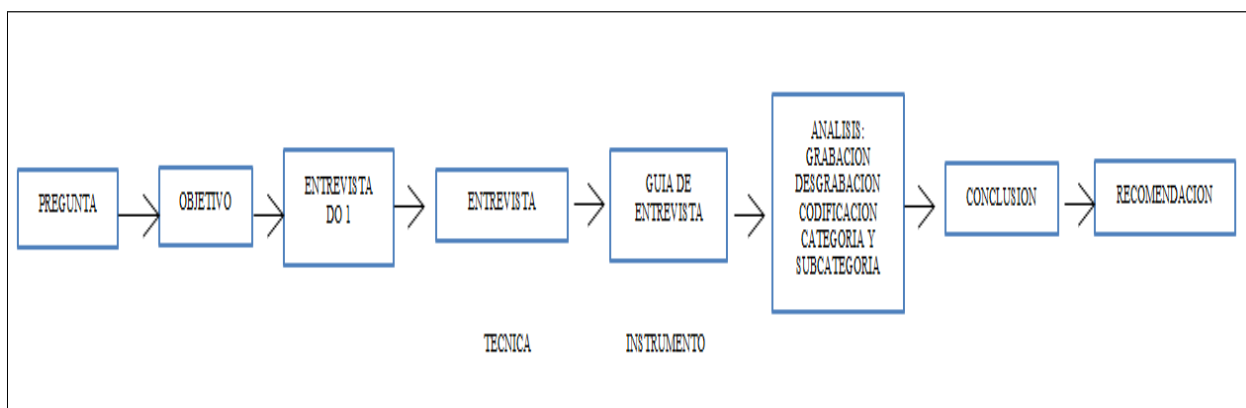 PREGUNTA
OBJETIVO
ENTREVISTA
DO 1
ENTREVISTA
GUIA DE
ENTREVISTA
ANALISIS:
GRABACION
DESGRABACION
CODIFICACION
CATEGORIA Y
SUBCATEGORIA
CONCLUSION
RECOMENDACION
TECNICA
INSTRUMENTO